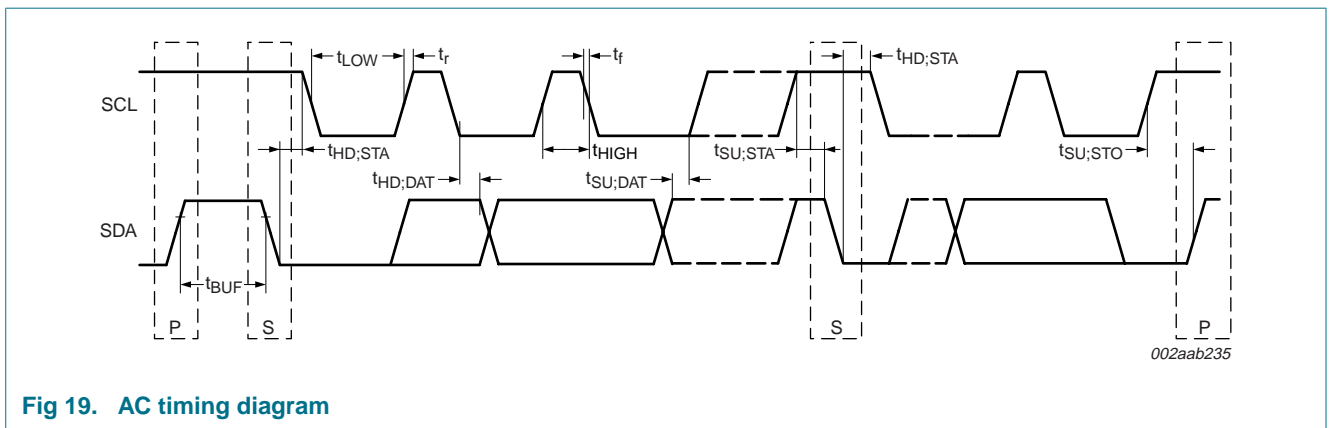 tLOW tr tf tHD;STA
SCL
tHD;STA tHIGH tSU;STA tSU;STO
tHD;DAT tSU;DAT
SDA
tBUF
P S S P
002aab235
Fig 19. AC timing diagram